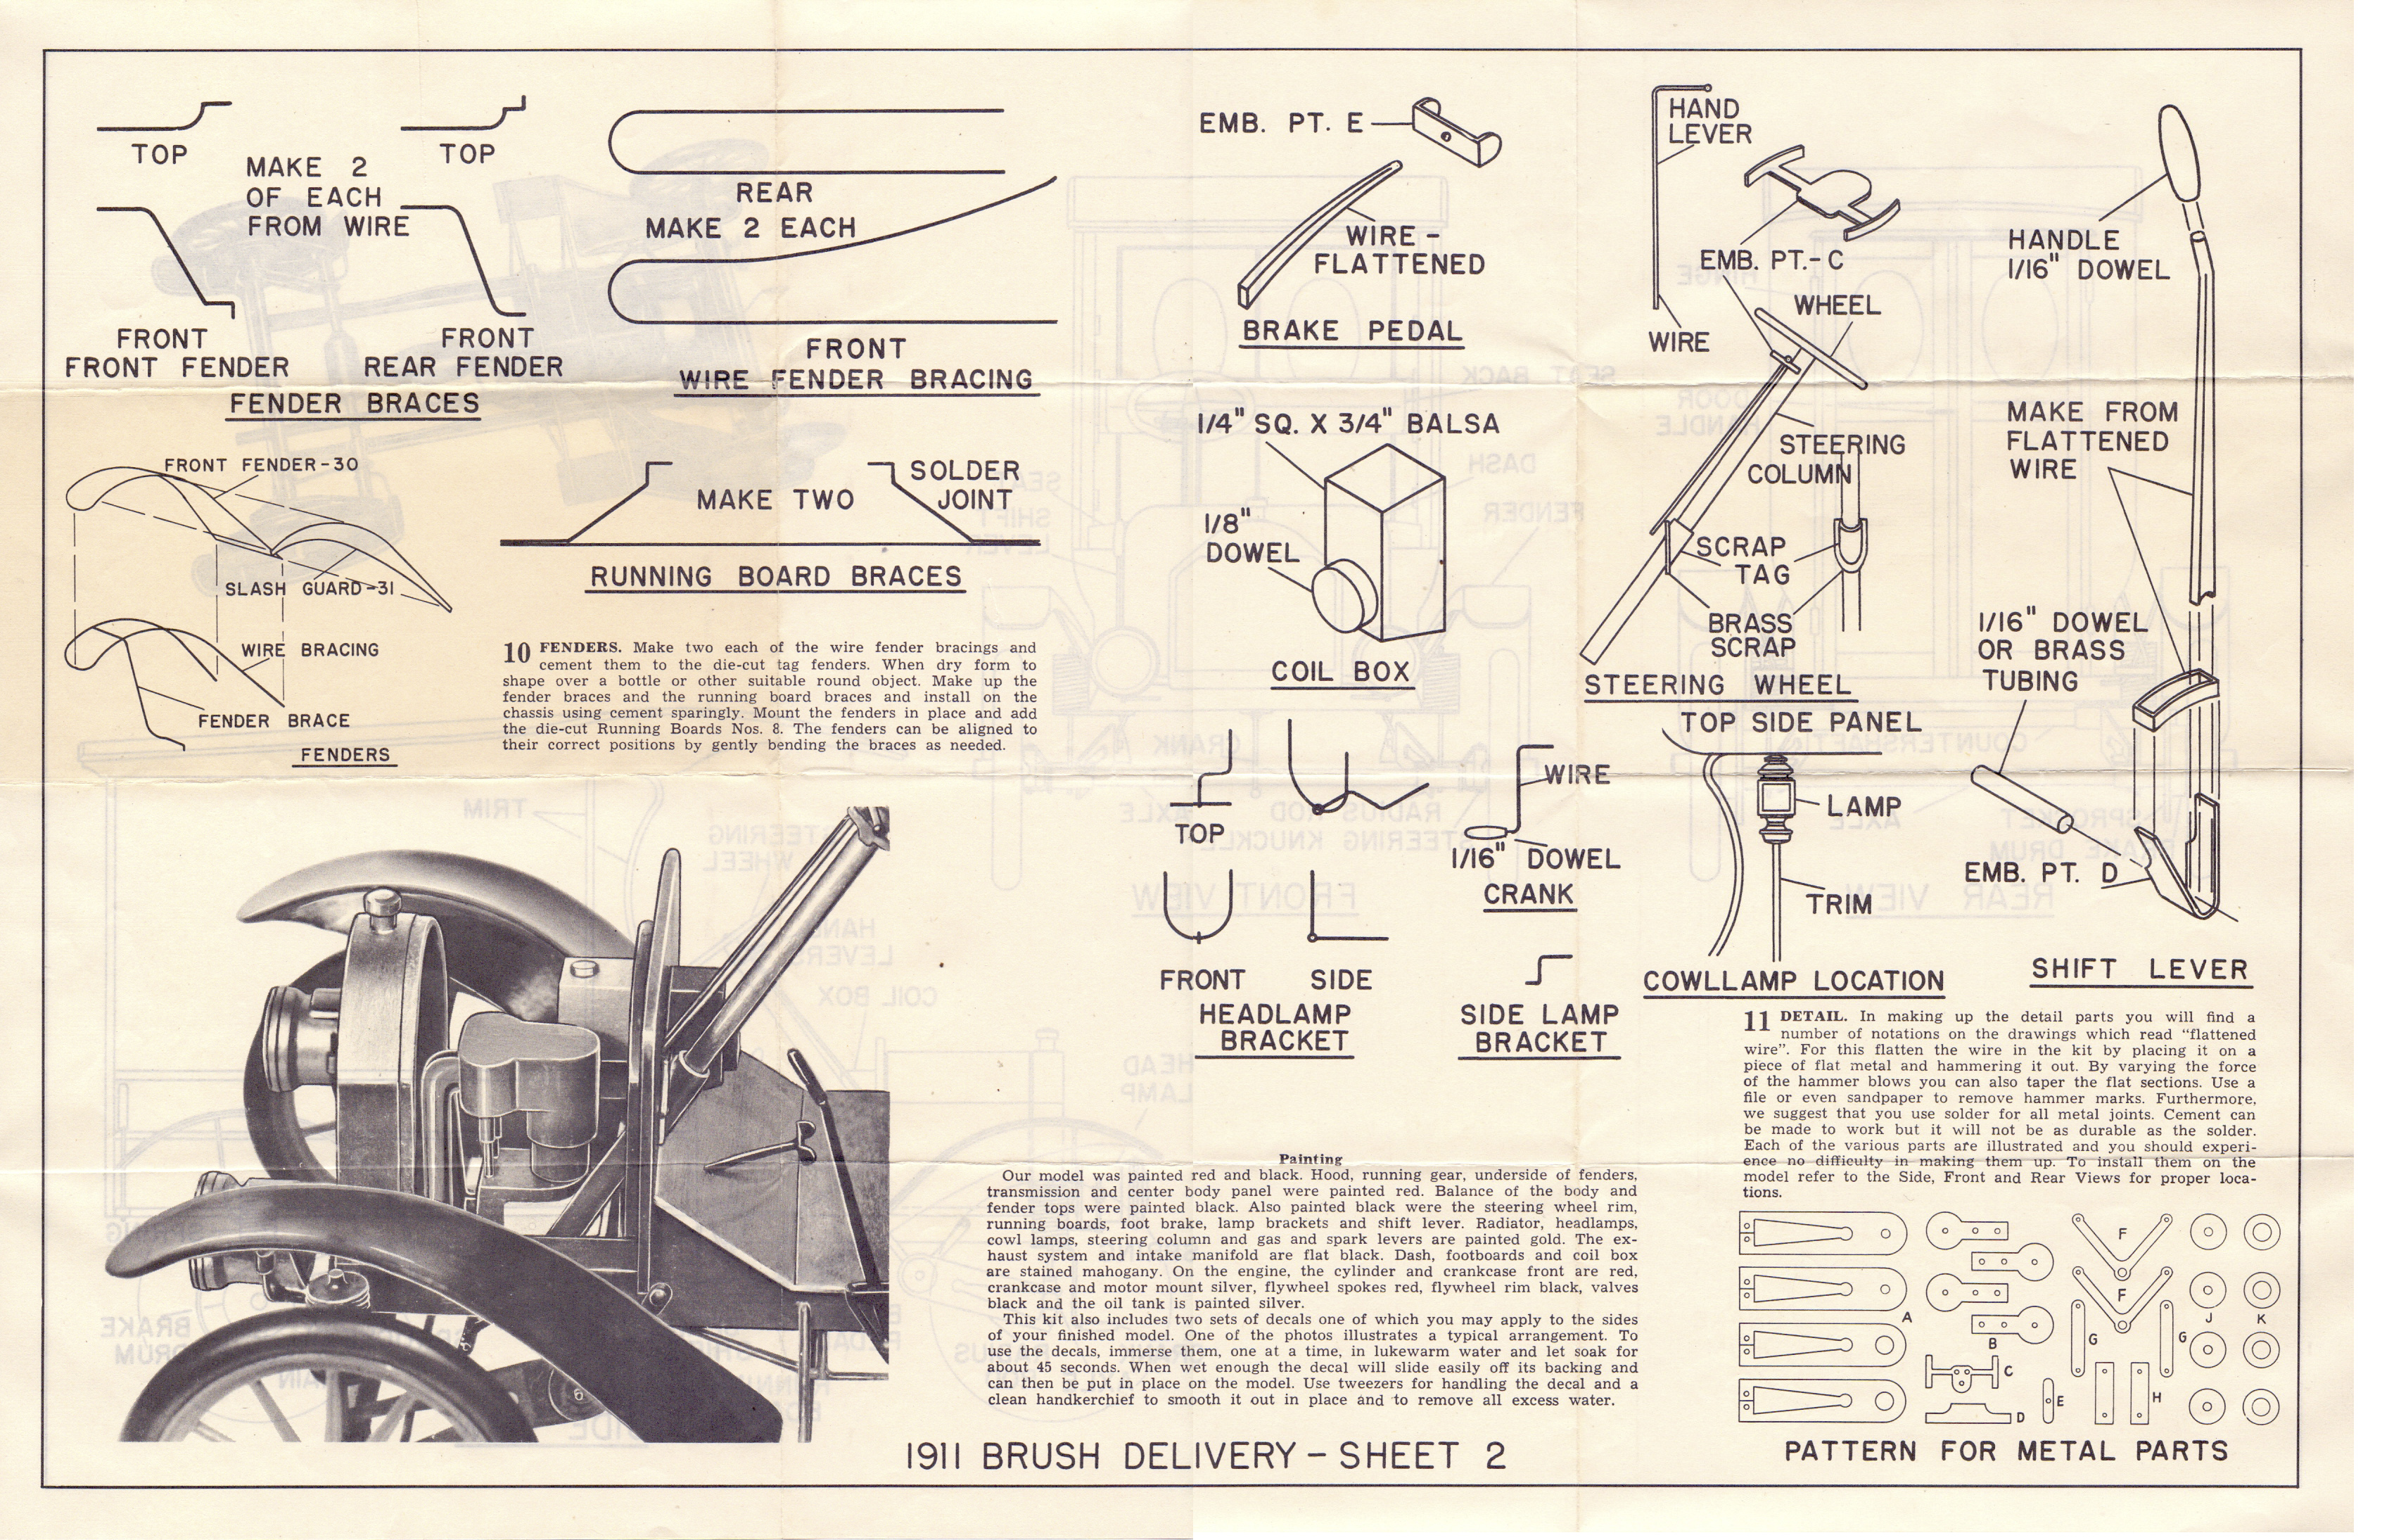 TOP
TOP
MAKE 2
OF EACH
FROM WIRE
FRONT
FRONT FENDER
FRONT
REAR FENDER
FENDER BRACES
REAR
MAKE 2 EACH
FRONT
WIRE FENDER BRACING
FRONT FENDER-30
SLASH GUARD-31
WIRE BRACING
FENDER BRACE
FENDERS
MAKE TWO
SOLDER
JOINT
RUNNING BOARD BRACES
10 FENDERS. Make two each of the wire fender bracings and
cement them to the die-cut tag fenders. When dry form to
shape over a bottle or other suitable round object. Make up the
fender braces and the running board braces and install on the
chassis using cement sparingly. Mount the fenders in place and add
the die-cut Running Boards Nos. 8. The fenders can be aligned to
their correct positions by gently bending the braces as needed.
EMB. PT. E
WIRE -
FLATTENED
BRAKE PEDAL
1/4" SQ. X 3/4" BALSA
1/8"
DOWEL
COIL BOX
HAND
LEVER
EMB. PT.-C
WHEEL
WIRE
STEERING
COLUMN
SCRAP
TAG
BRASS
SCRAP
STEERING WHEEL
HANDLE
1/16" DOWEL
MAKE FROM
FLATTENED
WIRE
1/16" DOWEL
OR BRASS
TUBING
EMB. PT. D
SHIFT LEVER
TOP
FRONT
SIDE
HEADLAMP
BRACKET
WIRE
1/16" DOWEL
CRANK
SIDE LAMP
BRACKET
TOP SIDE PANEL
LAMP
TRIM
COWLLAMP LOCATION
11 DETAIL. In making up the detail parts you will find a
number of notations on the drawings which read "flattened
wire". For this flatten the wire in the kit by placing it on a
piece of flat metal and hammering it out. By varying the force
of the hammer blows you can also taper the flat sections. Use a
file or even sandpaper to remove hammer marks. Furthermore,
we suggest that you use solder for all metal joints. Cement can
be made to work but it will not be as durable as the solder.
Each of the various parts are illustrated and you should experi-
ence no difficulty in making them up. To install them on the
model refer to the Side, Front and Rear Views for proper loca-
tions.
Painting
Our model was painted red and black. Hood, running gear, underside of fenders,
transmission and center body panel were painted red. Balance of the body and
fender tops were painted black. Also painted black were the steering wheel rim,
running boards, foot brake, lamp brackets and shift lever. Radiator, headlamps,
cowl lamps, steering column and gas and spark levers are painted gold. The ex-
haust system and intake manifold are flat black. Dash, footboards and coil box
are stained mahogany. On the engine, the cylinder and crankcase front are red,
crankcase and motor mount silver, flywheel spokes red, flywheel rim black, valves
black and the oil tank is painted silver.
This kit also includes two sets of decals one of which you may apply to the sides
of your finished model. One of the photos illustrates a typical arrangement. To
use the decals, immerse them, one at a time, in lukewarm water and let soak for
about 45 seconds. When wet enough the decal will slide easily off its backing and
can then be put in place on the model. Use tweezers for handling the decal and a
clean handkerchief to smooth it out in place and to remove all excess water.
A
B
C
D
E
F
F
G
G
H
J
K
PATTERN FOR METAL PARTS
1911 BRUSH DELIVERY - SHEET 2